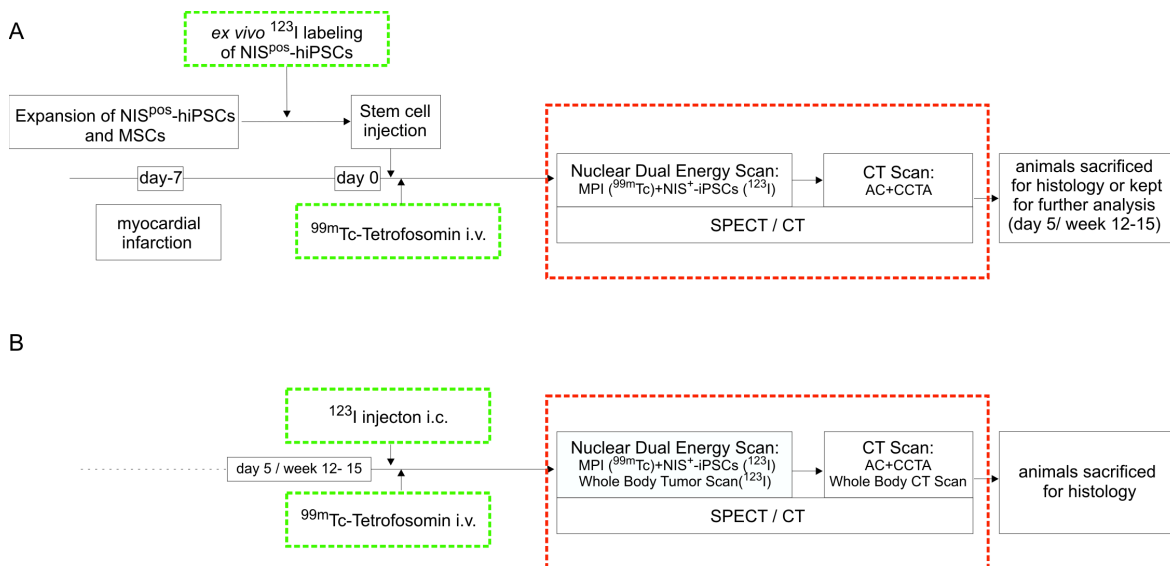 A
ex vivo 123I labeling
of NISpos-hiPSCs
Expansion of NISpos-hiPSCs
and MSCs
Stem cell
injection
day-7
day 0
myocardial
infarction
99mTc-Tetrofosomin i.v.
Nuclear Dual Energy Scan:
MPI (99mTc)+NIS+-iPSCs (123I)
CT Scan:
AC+CCTA
SPECT / CT
animals sacrificed
for histology or kept
for further analysis
(day 5/ week 12-15)
B
123I injecton i.c.
day 5 / week 12- 15
99mTc-Tetrofosomin i.v.
Nuclear Dual Energy Scan:
MPI (99mTc)+NIS+-iPSCs (123I)
Whole Body Tumor Scan(123I)
CT Scan:
AC+CCTA
Whole Body CT Scan
SPECT / CT
animals sacrificed
for histology